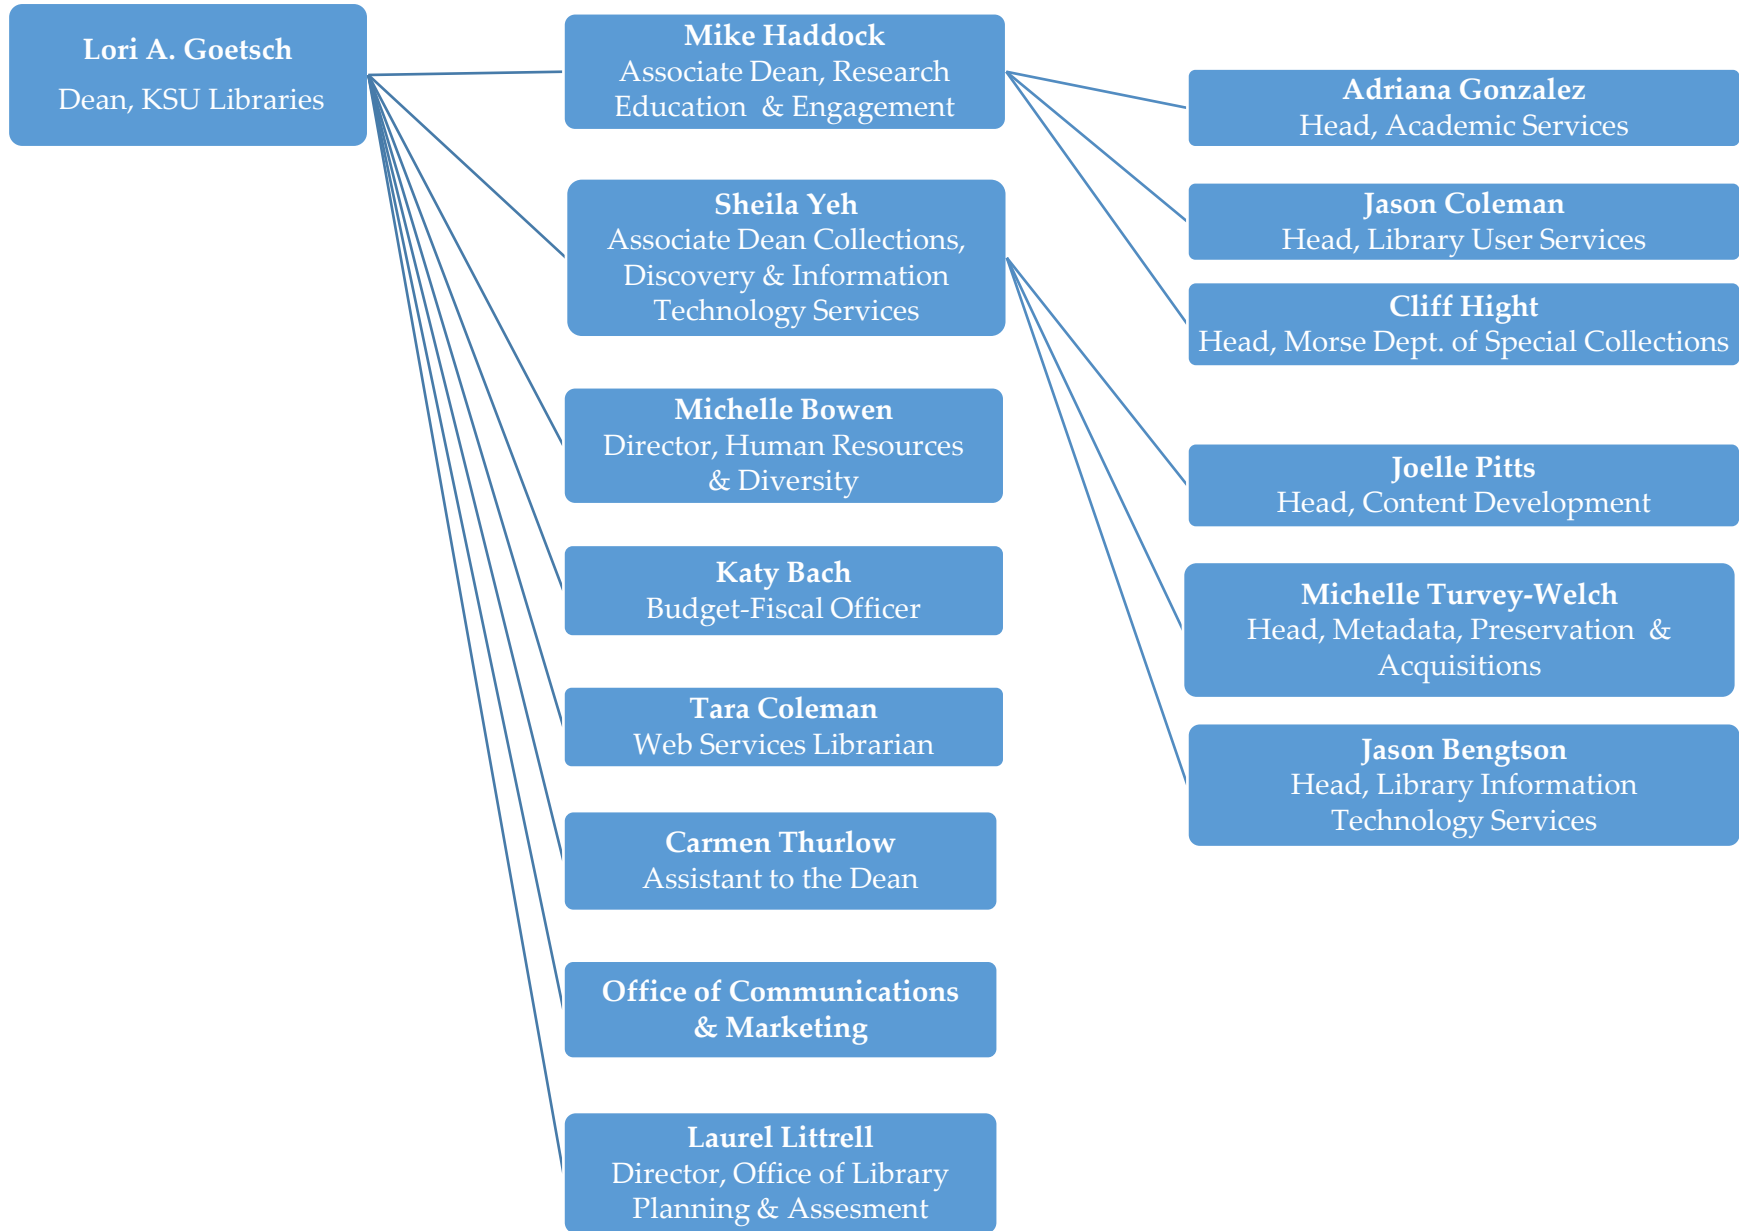 Lori A. Goetsch
Dean, KSU Libraries
Mike Haddock
Associate Dean, Research
Education & Engagement
Sheila Yeh
Associate Dean Collections,
Discovery & Information
Technology Services
Michelle Bowen
Director, Human Resources
& Diversity
Katy Bach
Budget-Fiscal Officer
Tara Coleman
Web Services Librarian
Carmen Thurlow
Assistant to the Dean
Office of Communications
& Marketing
Laurel Littrell
Director, Office of Library
Planning & Assesment
Adriana Gonzalez
Head, Academic Services
Jason Coleman
Head, Library User Services
Cliff Hight
Head, Morse Dept. of Special Collections
Joelle Pitts
Head, Content Development
Michelle Turvey-Welch
Head, Metadata, Preservation &
Acquisitions
Jason Bengtson
Head, Library Information
Technology Services